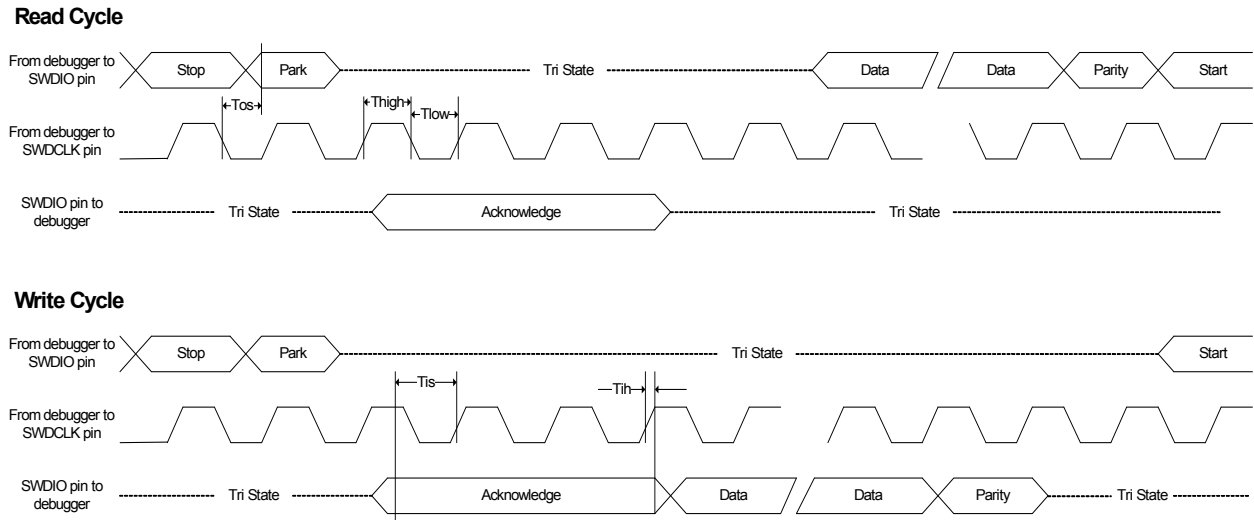 Read Cycle
From debugger to
SWDIO pin
Stop
Park
Tri State
Data
Data
Parity
Start
Tos
Thigh
Tlow
From debugger to
SWDCLK pin
SWDIO pin to
debugger
Tri State
Acknowledge
Tri State
Write Cycle
From debugger to
SWDIO pin
Stop
Park
Tri State
Start
Tis
Tih
From debugger to
SWDCLK pin
SWDIO pin to
debugger
Tri State
Acknowledge
Data
Data
Parity
Tri State